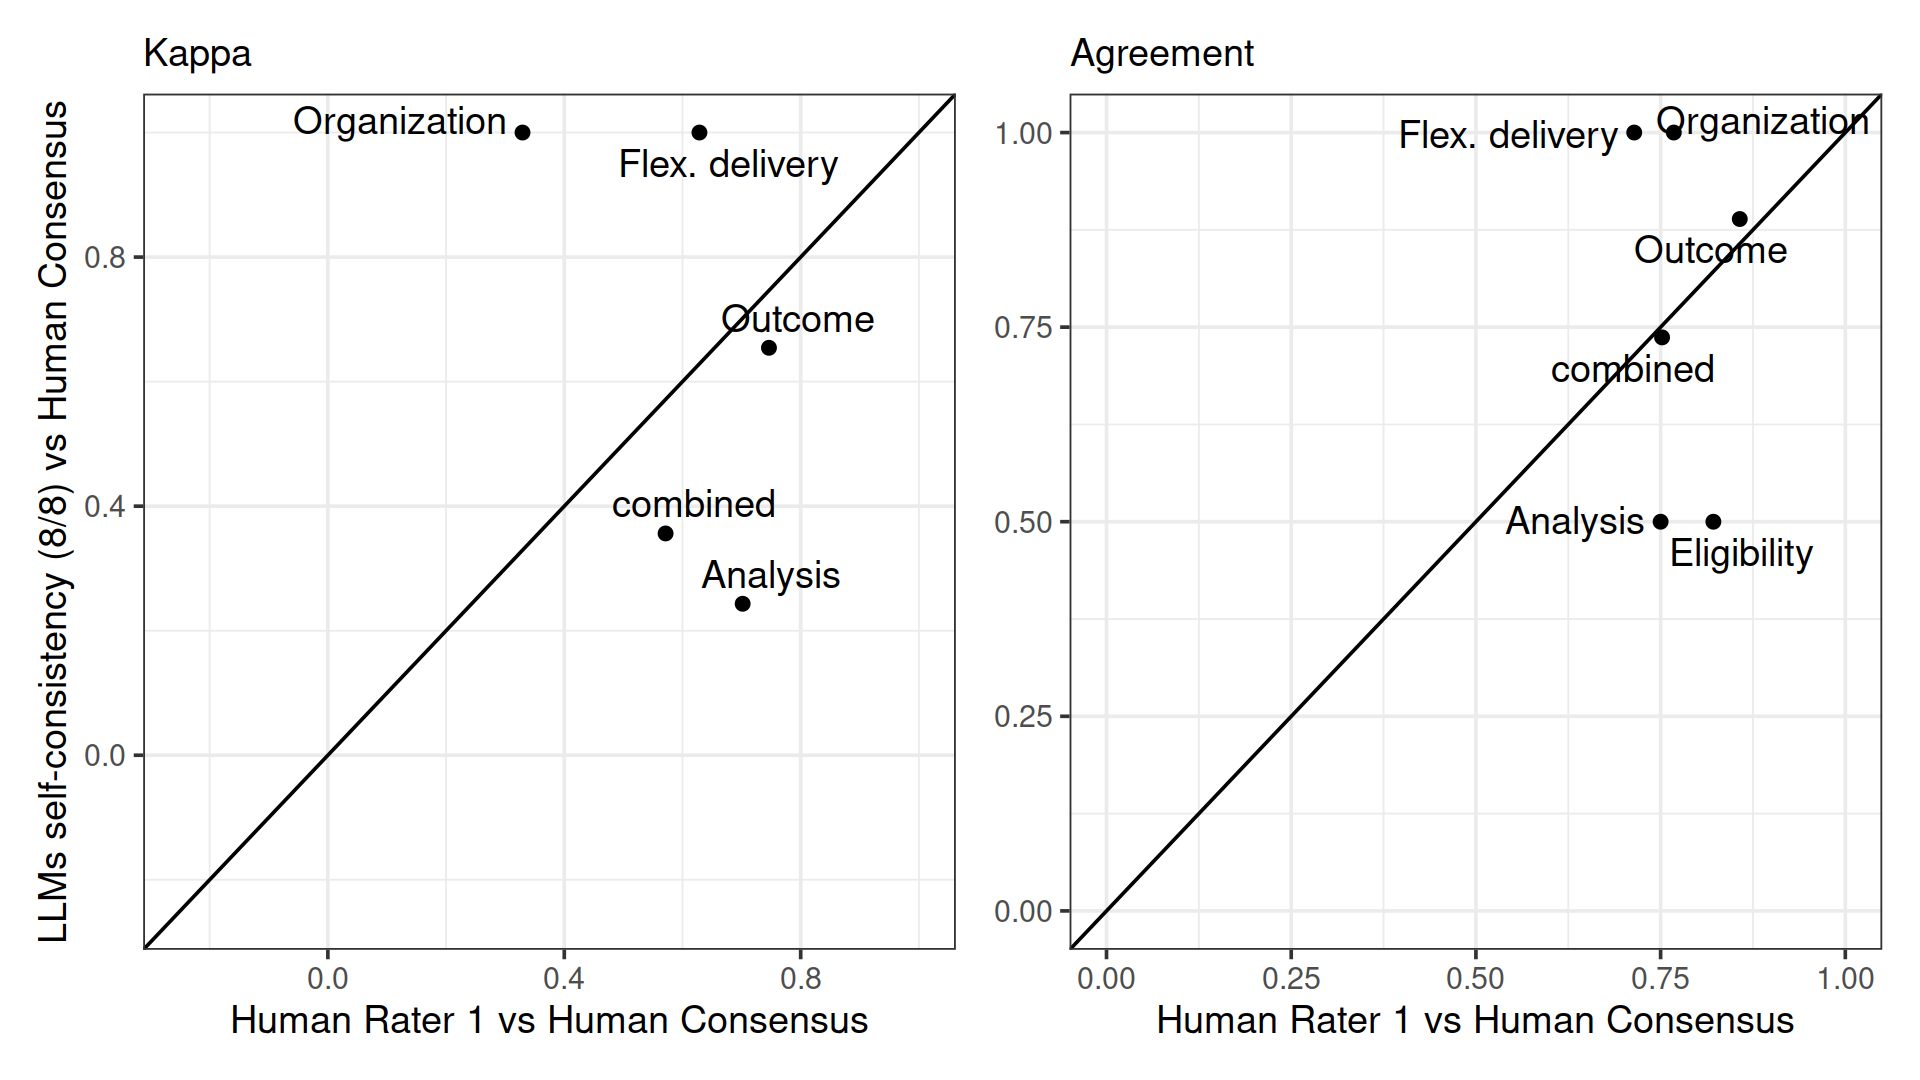 Kappa
Agreement
LLMs self-consistency (8/8) vs Human Consensus
0.8
0.4
0.0
Organization
Flex. delivery
Outcome
combined
Analysis
0.0
0.4
0.8
Human Rater 1 vs Human Consensus
1.00
0.75
0.50
0.25
0.00
Flex. delivery
Organization
Outcome
combined
Analysis
Eligibility
0.00
0.25
0.50
0.75
1.00
Human Rater 1 vs Human Consensus